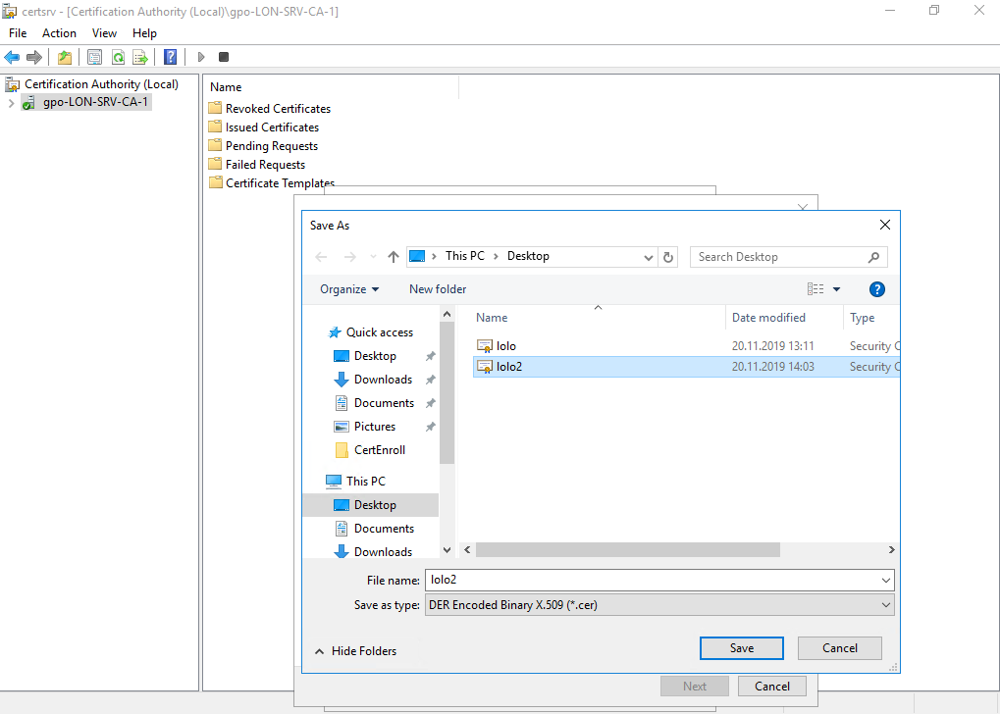 certsrv - [Certification Authority (Local)\gpo-LON-SRV-CA-1]
File Action View Help
Certification Authority (Local)
gpo-LON-SRV-CA-1
Name
Revoked Certificates
Issued Certificates
Pending Requests
Failed Requests
Certificate Templates
Save As
This PC > Desktop
Search Desktop
Organize
New folder
Quick access
Desktop
Downloads
Documents
Pictures
CertEnroll
This PC
Desktop
Documents
Downloads
Name Date modified Type
lolo 20.11.2019 13:11 Security C
lolo2 20.11.2019 14:03 Security C
File name: lolo2
Save as type: DER Encoded Binary X.509 (*.cer)
Hide Folders
Save
Cancel
Next
Cancel